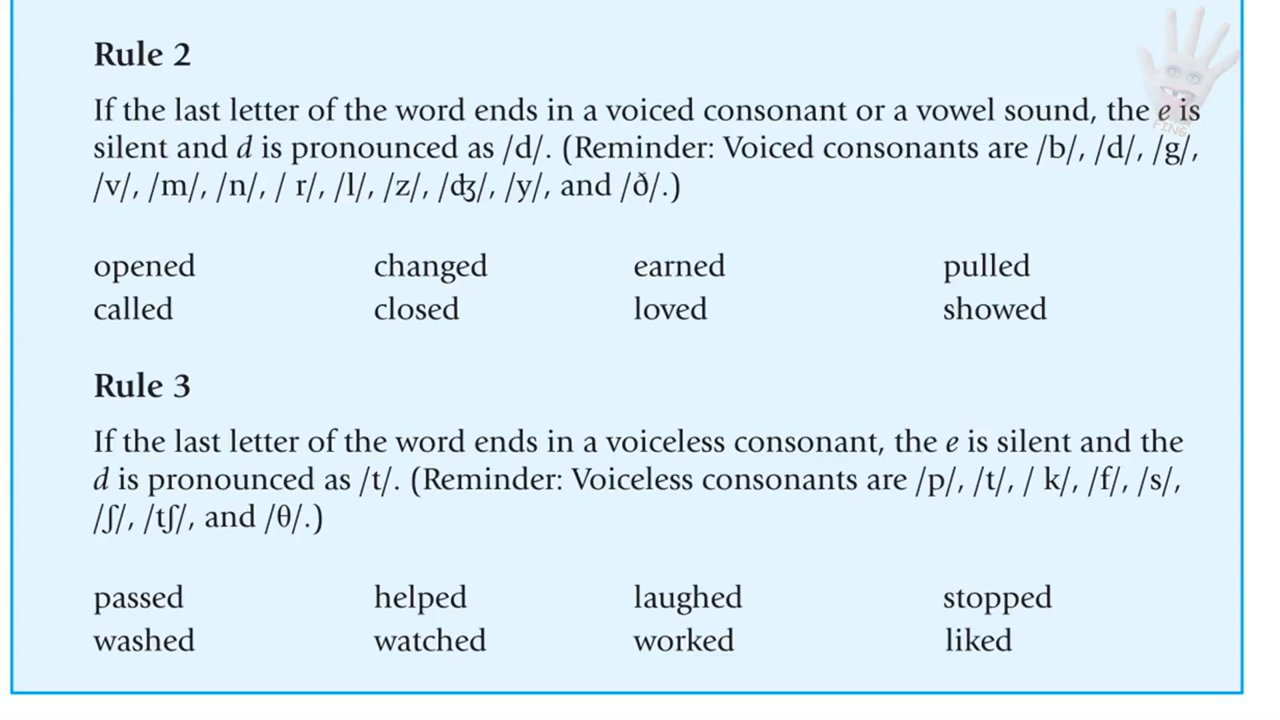 Rule 2
If the last letter of the word ends in a voiced consonant or a vowel sound, the e is
silent and d is pronounced as /d/. (Reminder: Voiced consonants are /b/, /d/, /g/,
/v/, /m/, /n/, / r/, /l/, /z/, /ʤ/, /y/, and /ð/.)
opened changed earned pulled
called closed loved showed
Rule 3
If the last letter of the word ends in a voiceless consonant, the e is silent and the
d is pronounced as /t/. (Reminder: Voiceless consonants are /p/, /t/, / k/, /f/, /s/,
/ʃ/, /tʃ/, and /θ/.)
passed helped laughed stopped
washed watched worked liked